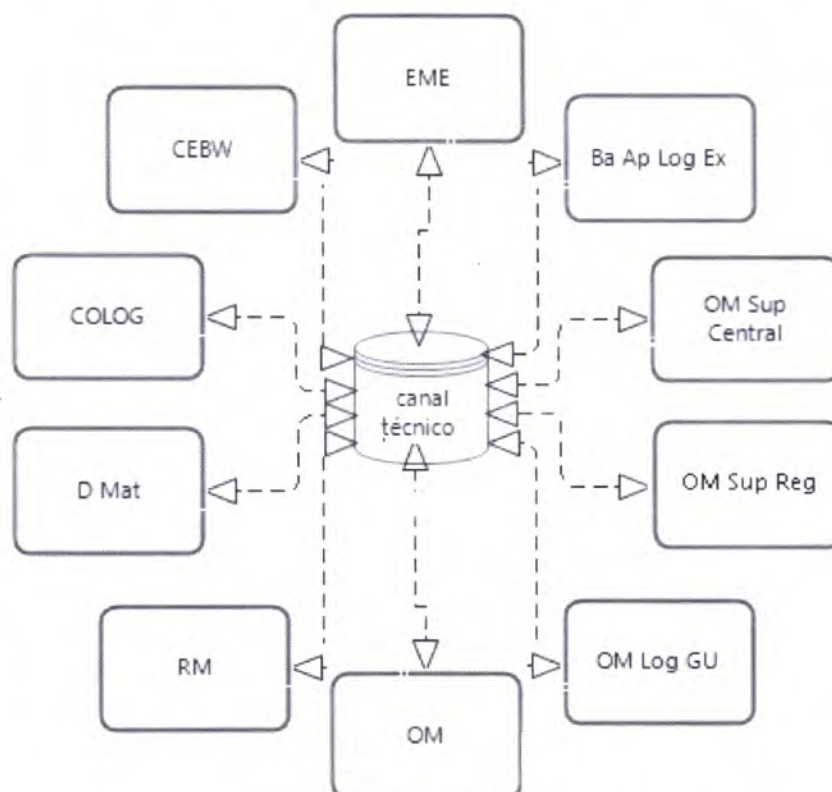 EME
CEBW
Ba Ap Log Ex
COLOG
OM Sup
Central
canal
técnico
D Mat
OM Sup Reg
RM
OM Log GU
OM